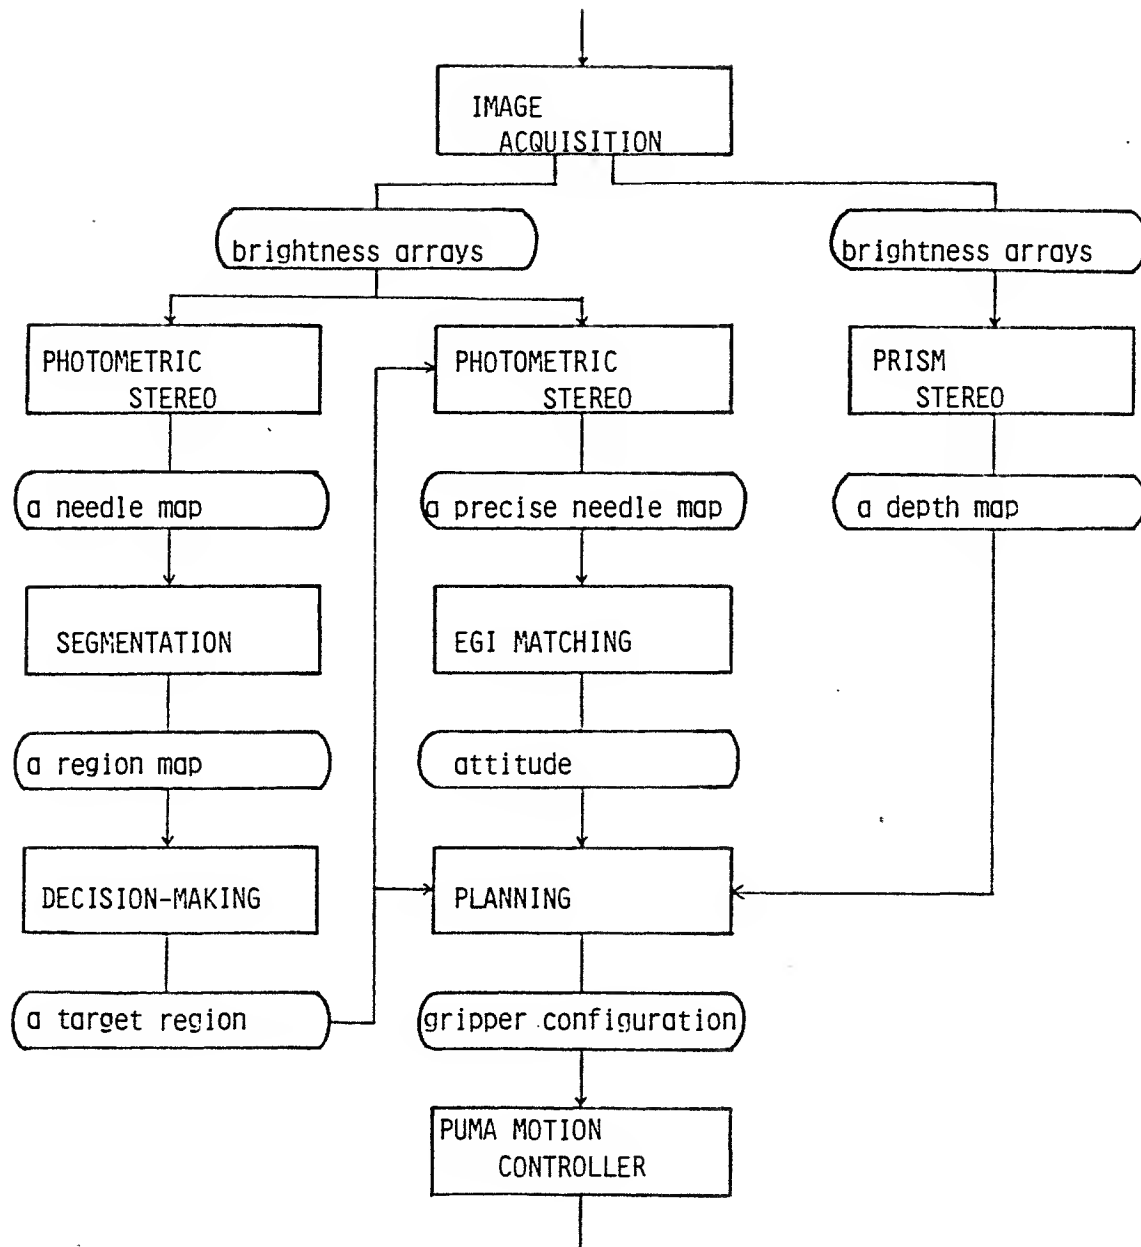 IMAGE
ACQUISITION
brightness arrays
brightness arrays
PHOTOMETRIC
STEREO
PHOTOMETRIC
STEREO
PRISM
STEREO
a needle map
a precise needle map
a depth map
SEGMENTATION
EGI MATCHING
a region map
attitude
DECISION-MAKING
PLANNING
a target region
gripper configuration
PUMA MOTION
CONTROLLER